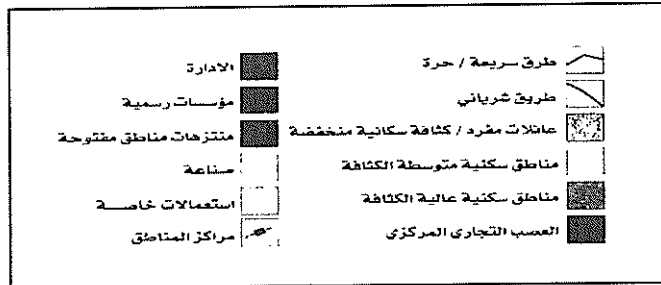 طرق سريعة / حرة
طريق شرياني
عائلات مفرد / كثافة سكانية منخفضة
مناطق سكنية متوسطة الكثافة
مناطق سكنية عالية الكثافة
العصب التجاري المركزي
الادارة
مؤسسات رسمية
منتزهات مناطق مفتوحة
صناعة
استعمالات خاصة
مراكز المناطق